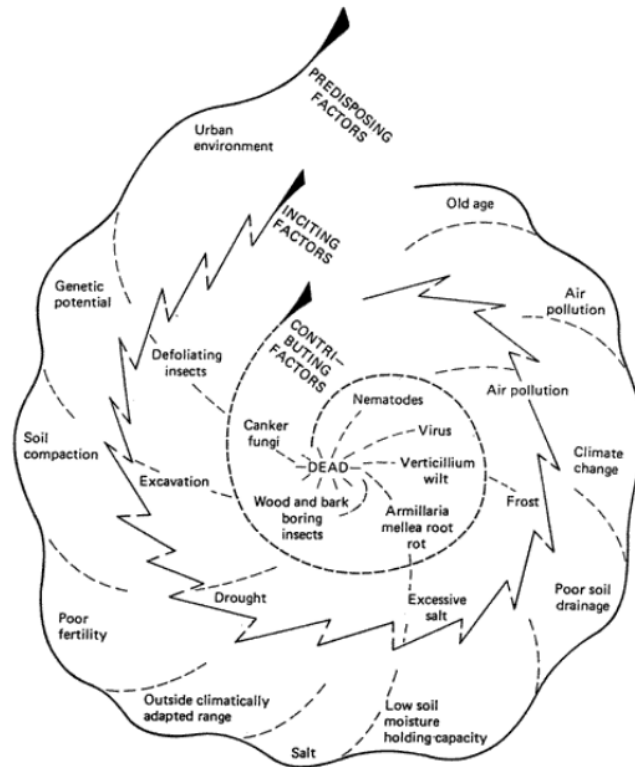 PREDISPOSING
FACTORS
Urban
environment
INCITING
FACTORS
Old age
Genetic
potential
Air
pollution
CONTRI–
BUTING
FACTORS
Defoliating
insects
Air pollution
Nematodes
Canker
fungi
Virus
Soil
compaction
Climate
change
DEAD
Verticillium
wilt
Excavation
Frost
Wood and bark
boring
insects
Armillaria
mellea root
rot
Poor soil
drainage
Drought
Excessive
salt
Poor
fertility
Outside climatically
adapted range
Low soil
moisture
holding capacity
Salt